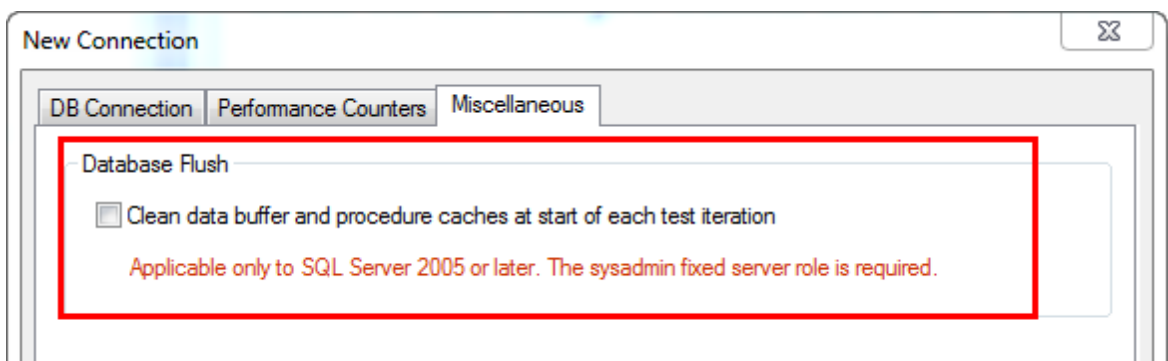 New Connection
DB Connection Performance Counters Miscellaneous
Database Flush
Clean data buffer and procedure caches at start of each test iteration
Applicable only to SQL Server 2005 or later. The sysadmin fixed server role is required.